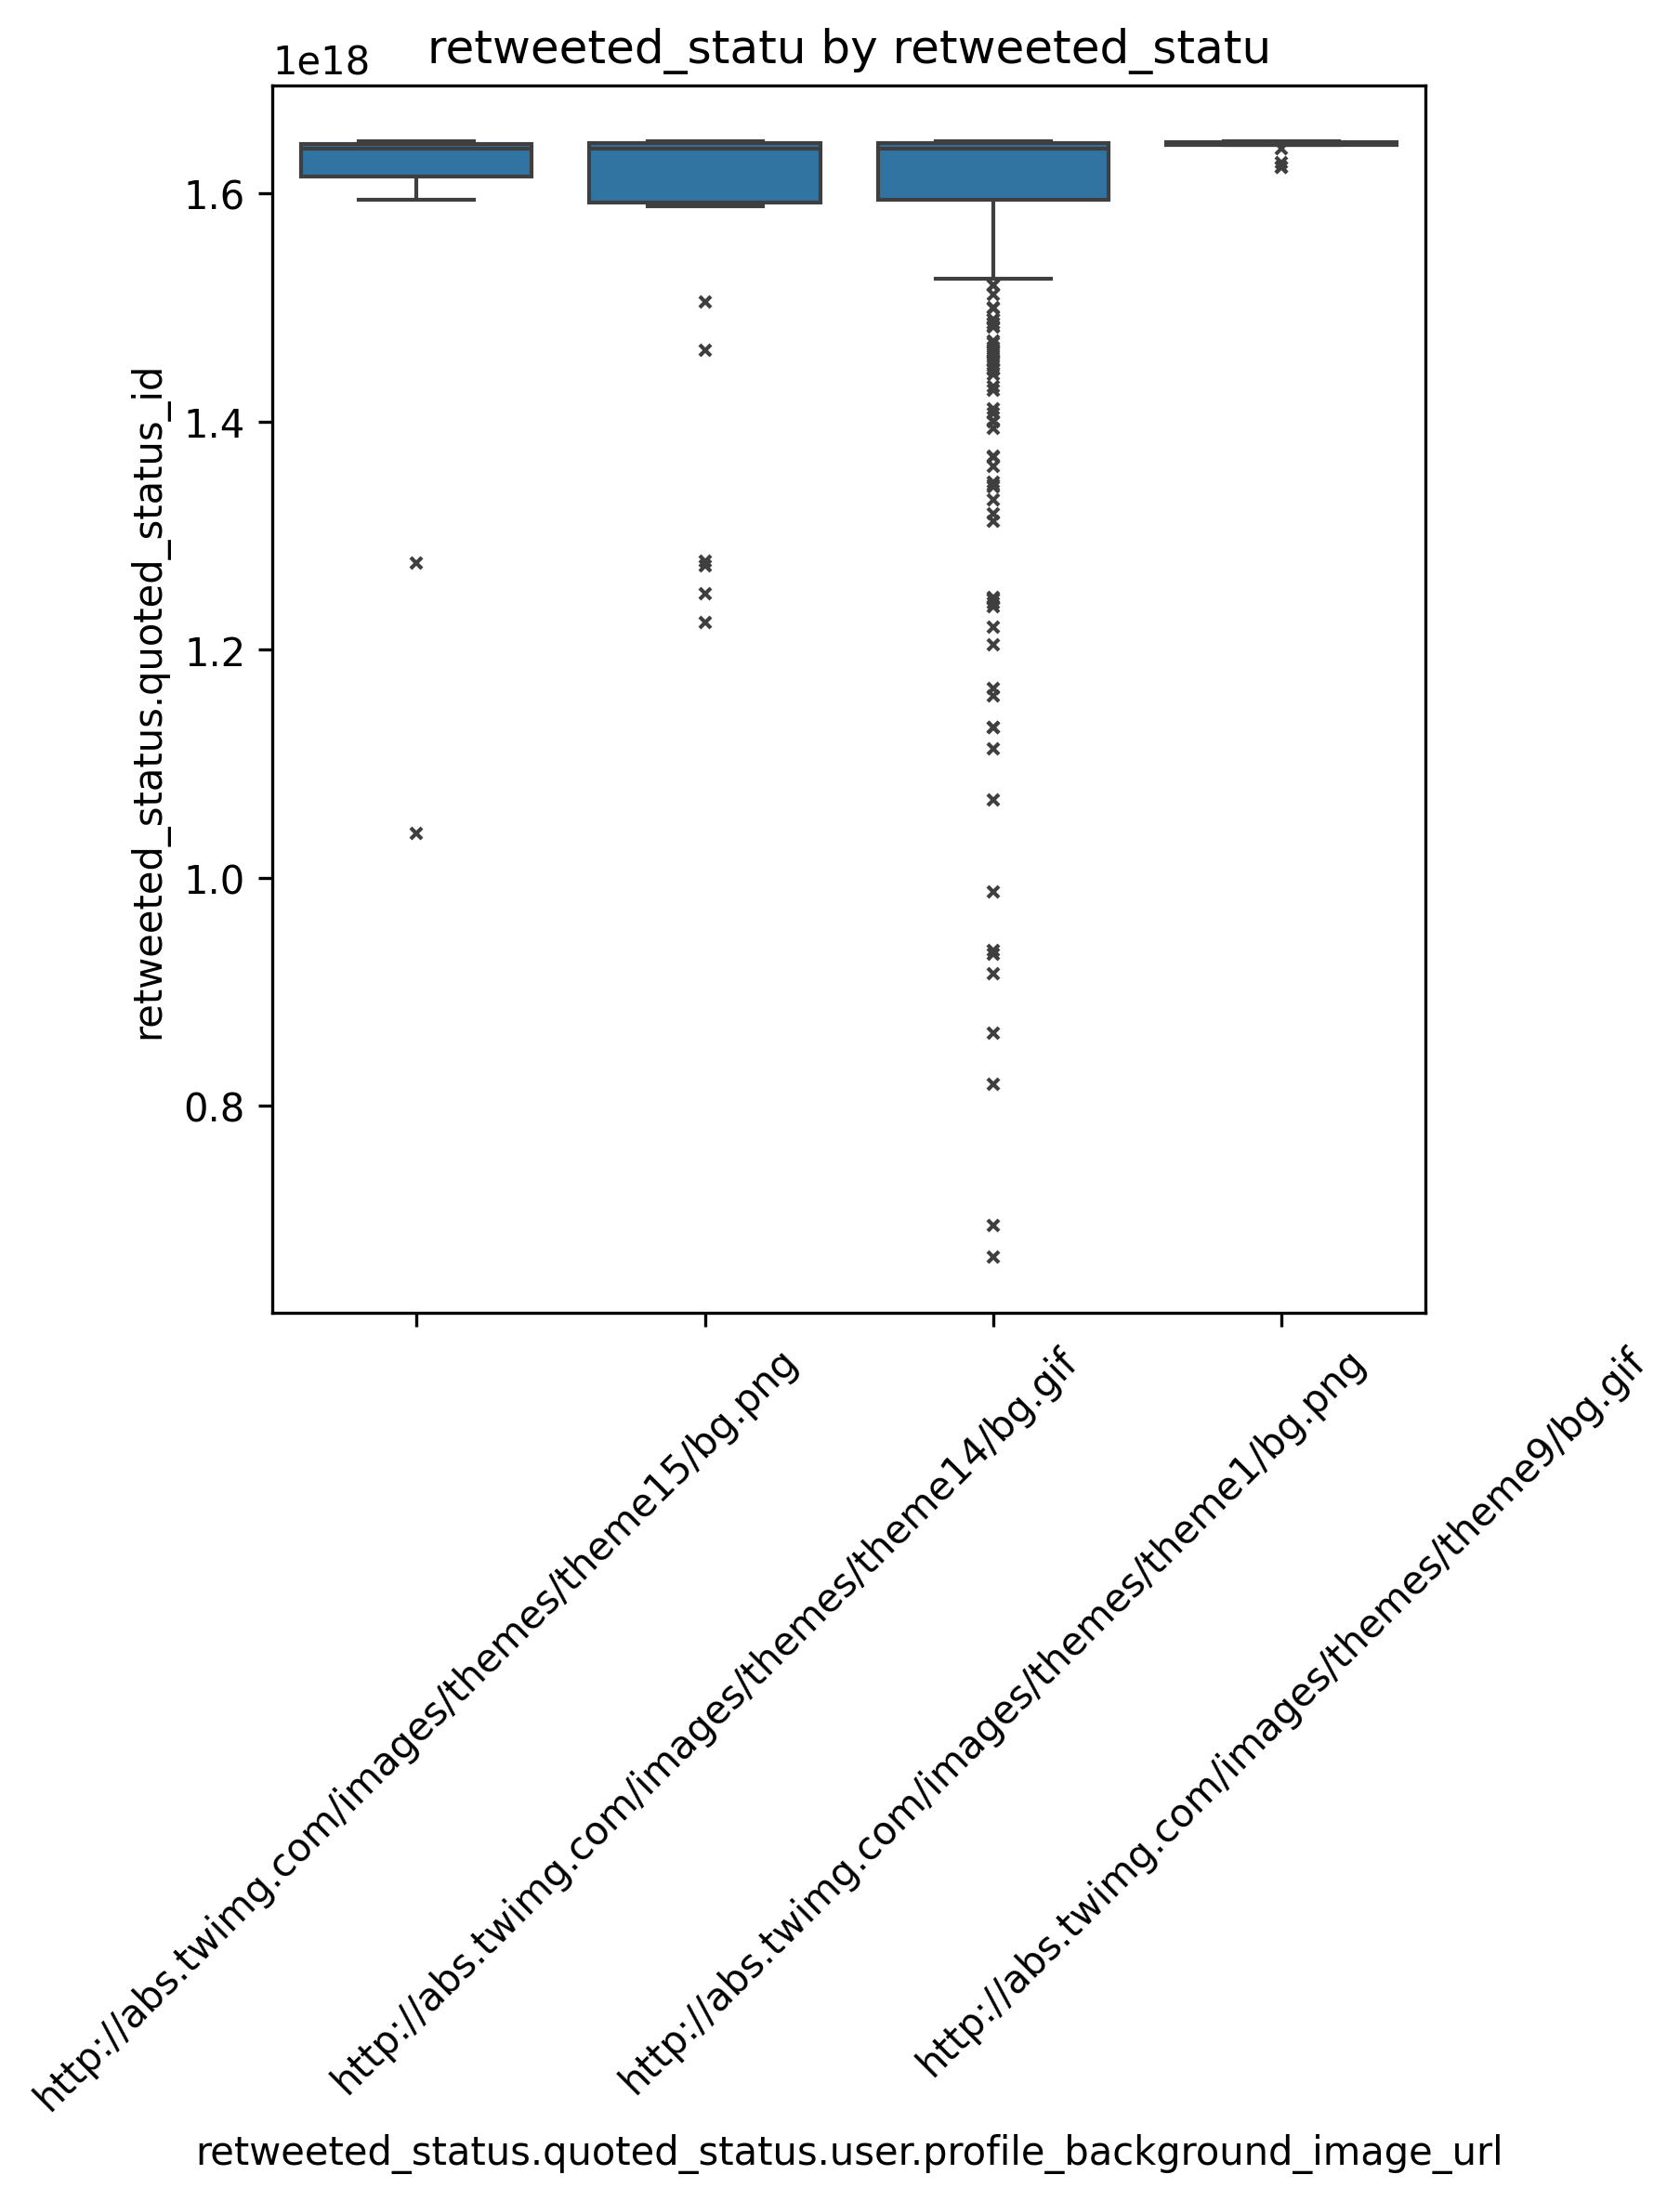 retweeted_statu by retweeted_statu
1e18
1.6
1.4
1.2
1.0
0.8
retweeted_status.quoted_status_id
http://abs.twimg.com/images/themes/theme15/bg.png
http://abs.twimg.com/images/themes/theme14/bg.gif
http://abs.twimg.com/images/themes/theme1/bg.png
http://abs.twimg.com/images/themes/theme9/bg.gif
retweeted_status.quoted_status.user.profile_background_image_url